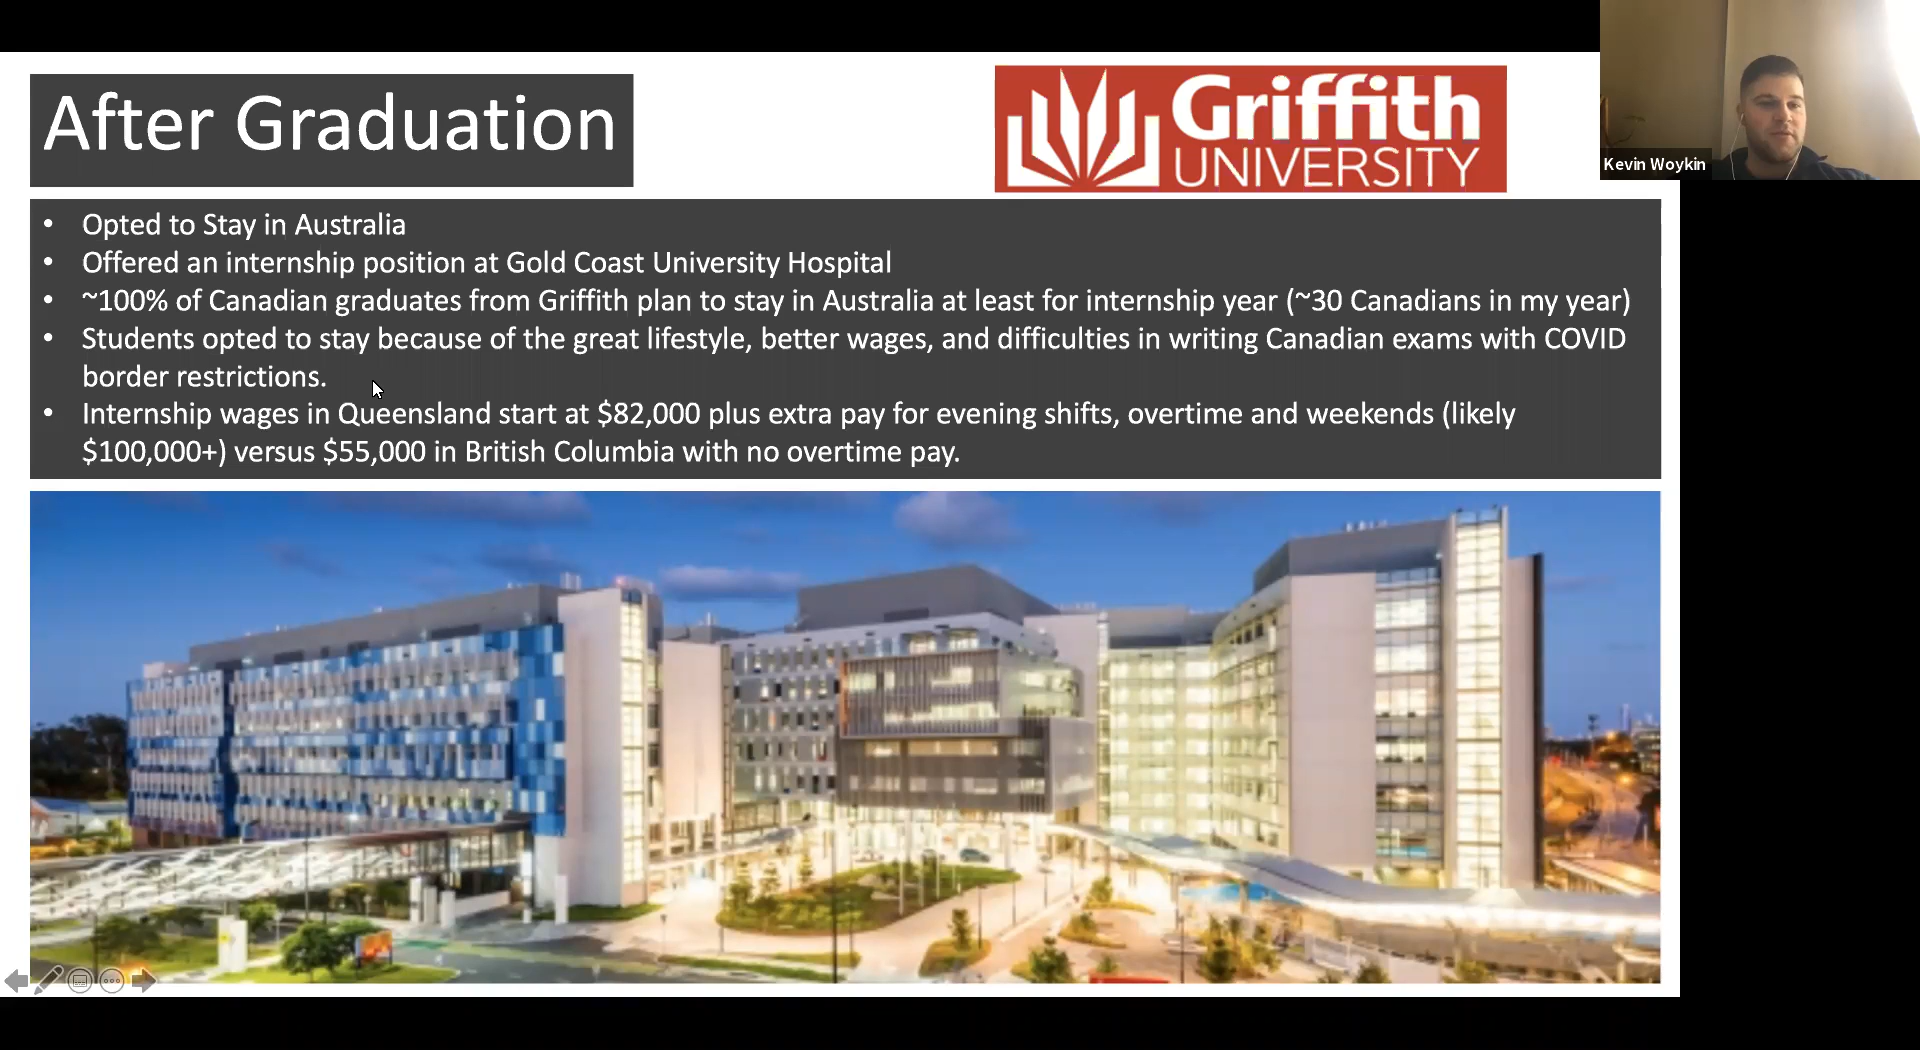 After Graduation
Griffith
UNIVERSITY
Kevin Woykin
• Opted to Stay in Australia
• Offered an internship position at Gold Coast University Hospital
• ~100% of Canadian graduates from Griffith plan to stay in Australia at least for internship year (~30 Canadians in my year)
• Students opted to stay because of the great lifestyle, better wages, and difficulties in writing Canadian exams with COVID
border restrictions.
• Internship wages in Queensland start at $82,000 plus extra pay for evening shifts, overtime and weekends (likely
$100,000+) versus $55,000 in British Columbia with no overtime pay.